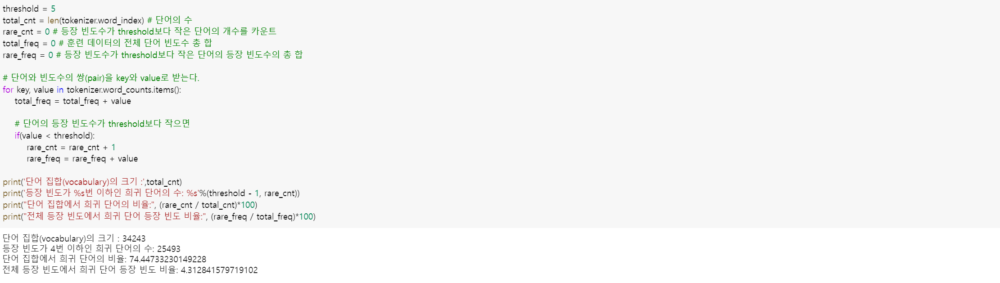 threshold = 5
total_cnt = len(tokenizer.word_index) # 단어의 수
rare_cnt = 0 # 등장 빈도수가 threshold보다 작은 단어의 개수를 카운트
total_freq = 0 # 훈련 데이터의 전체 단어 빈도수 총 합
rare_freq = 0 # 등장 빈도수가 threshold보다 작은 단어의 등장 빈도수의 총 합
# 단어와 빈도수의 쌍(pair)을 key와 value로 받는다.
for key, value in tokenizer.word_counts.items():
total_freq = total_freq + value
# 단어의 등장 빈도수가 threshold보다 작으면
if(value < threshold):
rare_cnt = rare_cnt + 1
rare_freq = rare_freq + value
print('단어 집합(vocabulary)의 크기 :',total_cnt)
print('등장 빈도가 %s번 이하인 희귀 단어의 수: %s'%(threshold - 1, rare_cnt))
print("단어 집합에서 희귀 단어의 비율:", (rare_cnt / total_cnt)*100)
print("전체 등장 빈도에서 희귀 단어 등장 빈도 비율:", (rare_freq / total_freq)*100)
단어 집합(vocabulary)의 크기 : 34243
등장 빈도가 4번 이하인 희귀 단어의 수: 25493
단어 집합에서 희귀 단어의 비율: 74.44733230149228
전체 등장 빈도에서 희귀 단어 등장 빈도 비율: 4.312841579719102